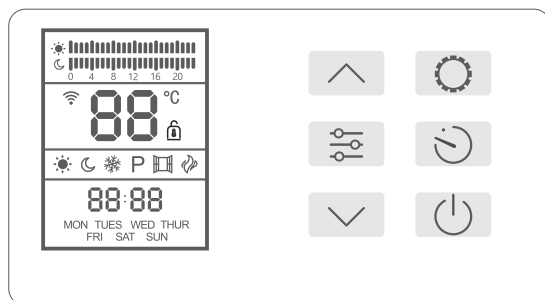 0 4 8 12 16 20
88 °C
P
88:88
MON TUES WED THUR
FRI SAT SUN